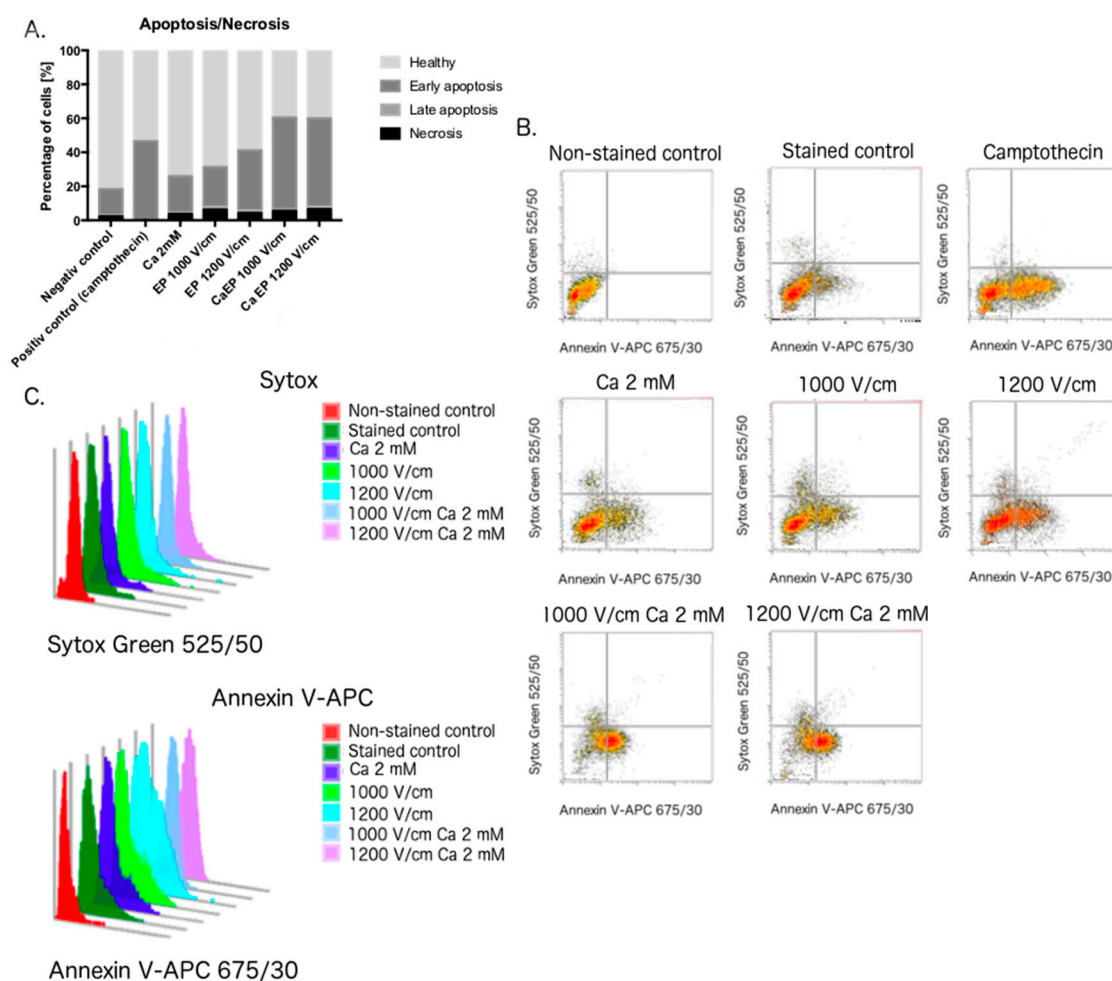 A.
Apoptosis/Necrosis
Percentage of cells [%]
100
80
60
40
20
0
Negativ control
Positiv control (camptothecin)
Ca 2mM
EP 1000 V/cm
EP 1200 V/cm
CaEP 1000 V/cm
Ca EP 1200 V/cm
Healthy
Early apoptosis
Late apoptosis
Necrosis
B.
Non-stained control
Stained control
Camptothecin
Sytox Green 525/50
Sytox Green 525/50
Sytox Green 525/50
Annexin V-APC 675/30
Annexin V-APC 675/30
Annexin V-APC 675/30
Ca 2 mM
1000 V/cm
1200 V/cm
Sytox Green 525/50
Sytox Green 525/50
Sytox Green 525/50
Annexin V-APC 675/30
Annexin V-APC 675/30
Annexin V-APC 675/30
1000 V/cm Ca 2 mM
1200 V/cm Ca 2 mM
Sytox Green 525/50
Sytox Green 525/50
Annexin V-APC 675/30
Annexin V-APC 675/30
C.
Sytox
Non-stained control
Stained control
Ca 2 mM
1000 V/cm
1200 V/cm
1000 V/cm Ca 2 mM
1200 V/cm Ca 2 mM
Sytox Green 525/50
Annexin V-APC
Non-stained control
Stained control
Ca 2 mM
1000 V/cm
1200 V/cm
1000 V/cm Ca 2 mM
1200 V/cm Ca 2 mM
Annexin V-APC 675/30